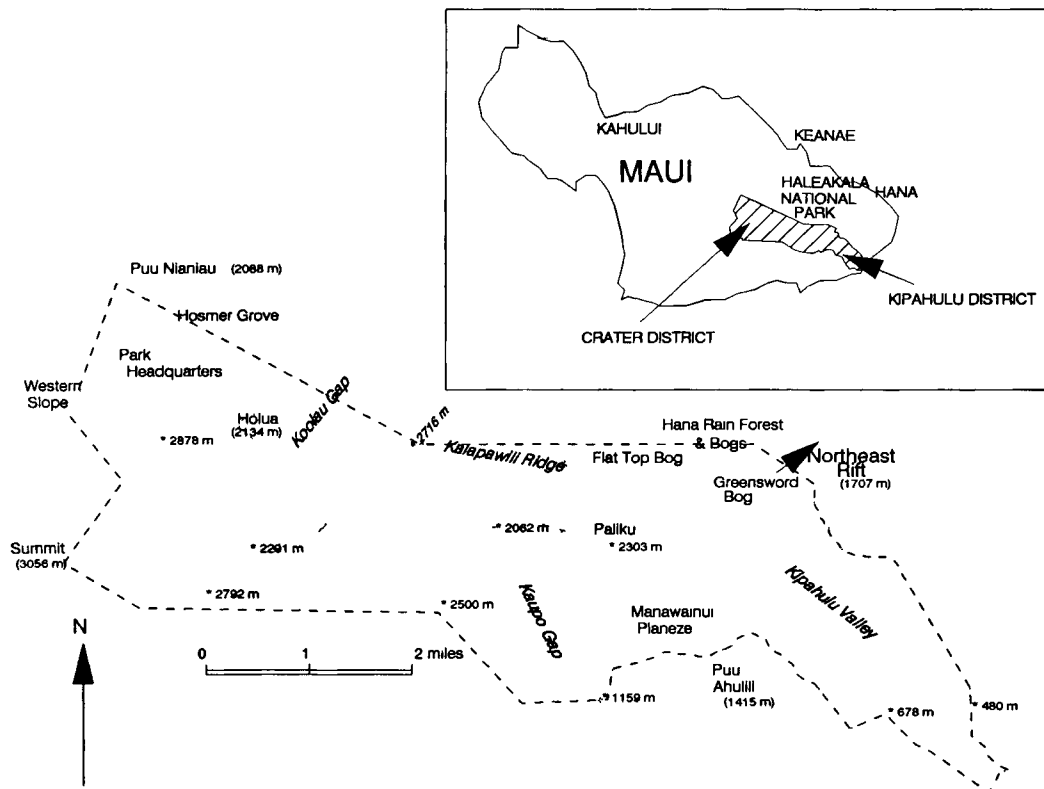 KAHULUI
KEANAE
MAUI
HALEAKALA
NATIONAL
PARK
HANA
KIPAHULU DISTRICT
CRATER DISTRICT
Puu Nianiau (2088 m)
Hosmer Grove
Park
Headquarters
Western
Slope
Holua
(2134 m)
Koolau Gap
* 2878 m
2716 m
Kalapawili Ridge
Hana Rain Forest
& Bogs
Flat Top Bog
Northeast
Rift
(1707 m)
Greensword
Bog
Summit
(3056 m)
* 2291 m
* 2062 m
Paliku
* 2303 m
* 2792 m
* 2500 m
Kaupo Gap
Kipahulu Valley
Manawainui
Planeze
N
0 1 2 miles
Puu
Ahulili
(1415 m)
* 1159 m
* 678 m
* 480 m